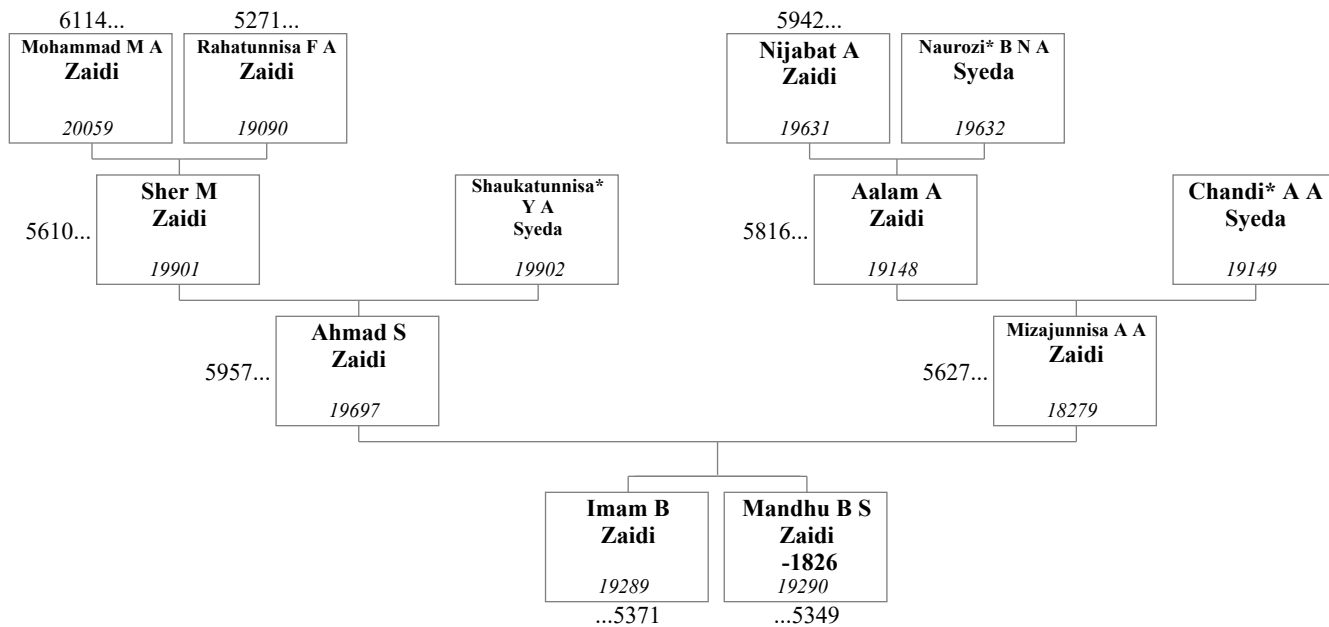 6114...
5271...
5942...
Mohammad M A
Zaidi
20059
Rahatunnisa F A
Zaidi
19090
Nijabat A
Zaidi
19631
Naurozi* B N A
Syeda
19632
5610...
Sher M
Zaidi
19901
Shaukatunnisa*
Y A
Syeda
19902
5816...
Aalam A
Zaidi
19148
Chandi* A A
Syeda
19149
5957...
Ahmad S
Zaidi
19697
5627...
Mizajunnisa A A
Zaidi
18279
Imam B
Zaidi
19289
...5371
Mandhu B S
Zaidi
-1826
19290
...5349